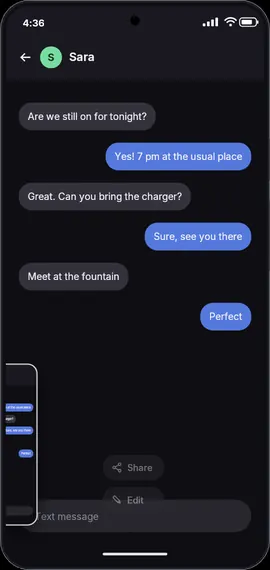 4:36
S
Sara
Are we still on for tonight?
Yes! 7 pm at the usual place
Great. Can you bring the charger?
Sure, see you there
Meet at the fountain
Perfect
Share
Edit
Text message